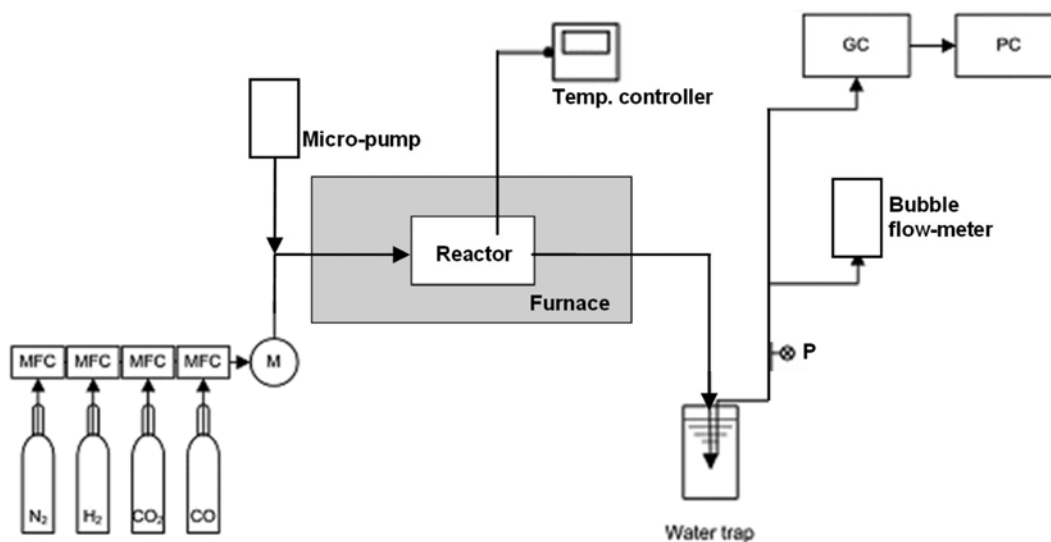 GC
PC
Temp. controller
Micro-pump
Bubble
flow-meter
Reactor
Furnace
MFC MFC MFC MFC
M
P
N₂ H₂ CO₂ CO
Water trap